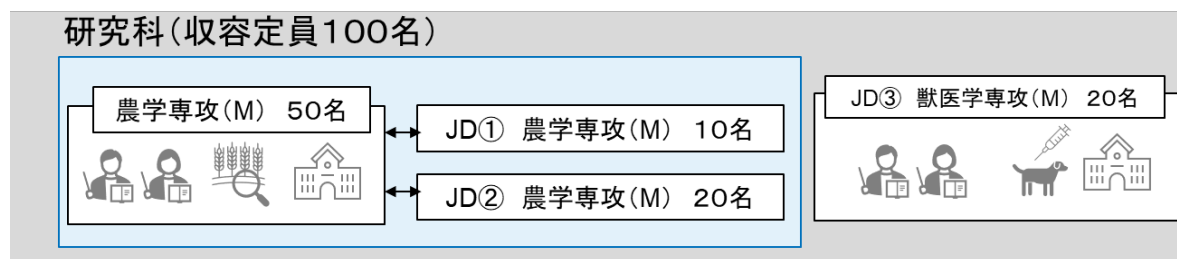 研究科（収容定員１００名）
農学専攻（M） ５０名
JD① 農学専攻（M） １０名
JD② 農学専攻（M） ２０名
JD③ 獣医学専攻（M） ２０名